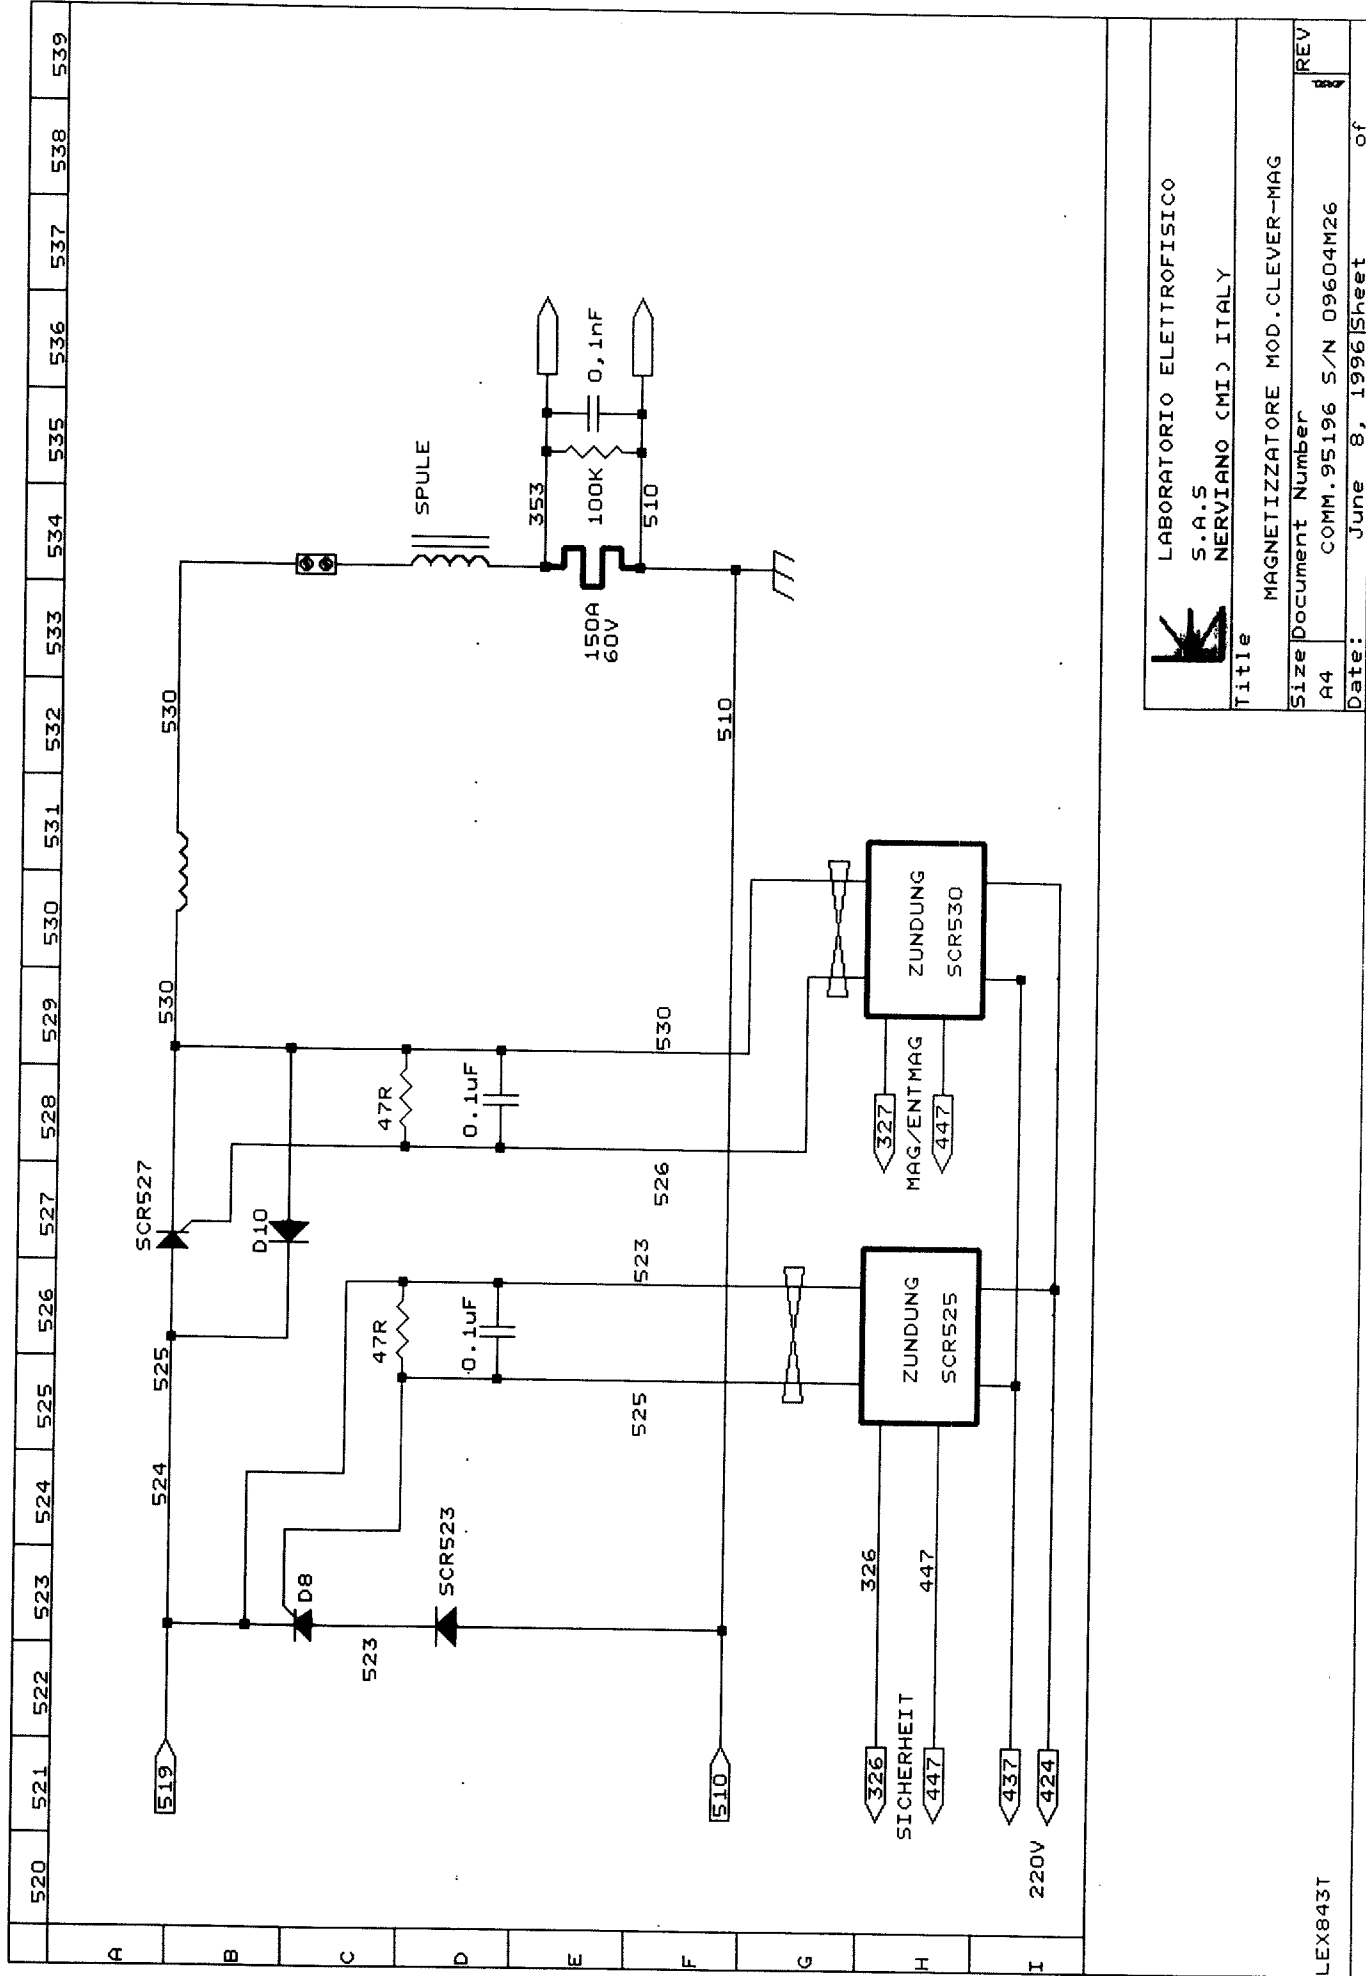 520 521 522 523 524 525 526 527 528 529 530 531 532 533 534 535 536 537 538 539
A
B
C
D
E
F
G
H
I
519
524
525
SCR527
530
530
D10
D8
523
SCR523
47R
0.1uF
47R
0.1uF
525
523
526
530
SPULE
353
100K
0,1nF
510
150A
60V
510
510
326
447
SICHERHEIT
326
447
ZUNDUNG
SCR525
327
447
MAG/ENTMAG
ZUNDUNG
SCR530
437
424
220V
LEX843T
LABORATORIO ELETTROFISICO
S.A.S
NERVIANO (MI) ITALY
Title
MAGNETIZZATORE MOD.CLEVER-MAG
Size Document Number REV
A4 COMM.95196 S/N 09604M26
Date: June 8, 1996 Sheet of